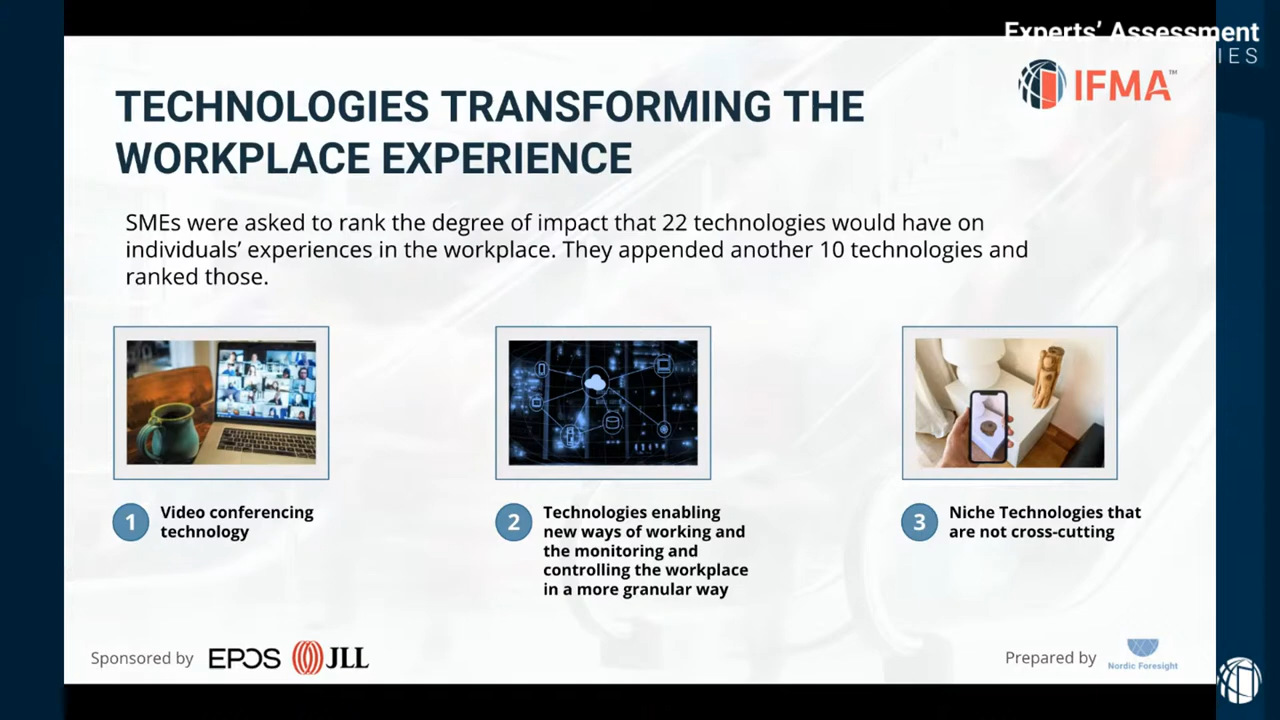 Experts' Assessment
IES
IFMA™
TECHNOLOGIES TRANSFORMING THE
WORKPLACE EXPERIENCE
SMEs were asked to rank the degree of impact that 22 technologies would have on
individuals' experiences in the workplace. They appended another 10 technologies and
ranked those.
1 Video conferencing
technology
2 Technologies enabling
new ways of working and
the monitoring and
controlling the workplace
in a more granular way
3 Niche Technologies that
are not cross-cutting
Sponsored by EPOS JLL
Prepared by Nordic Foresight